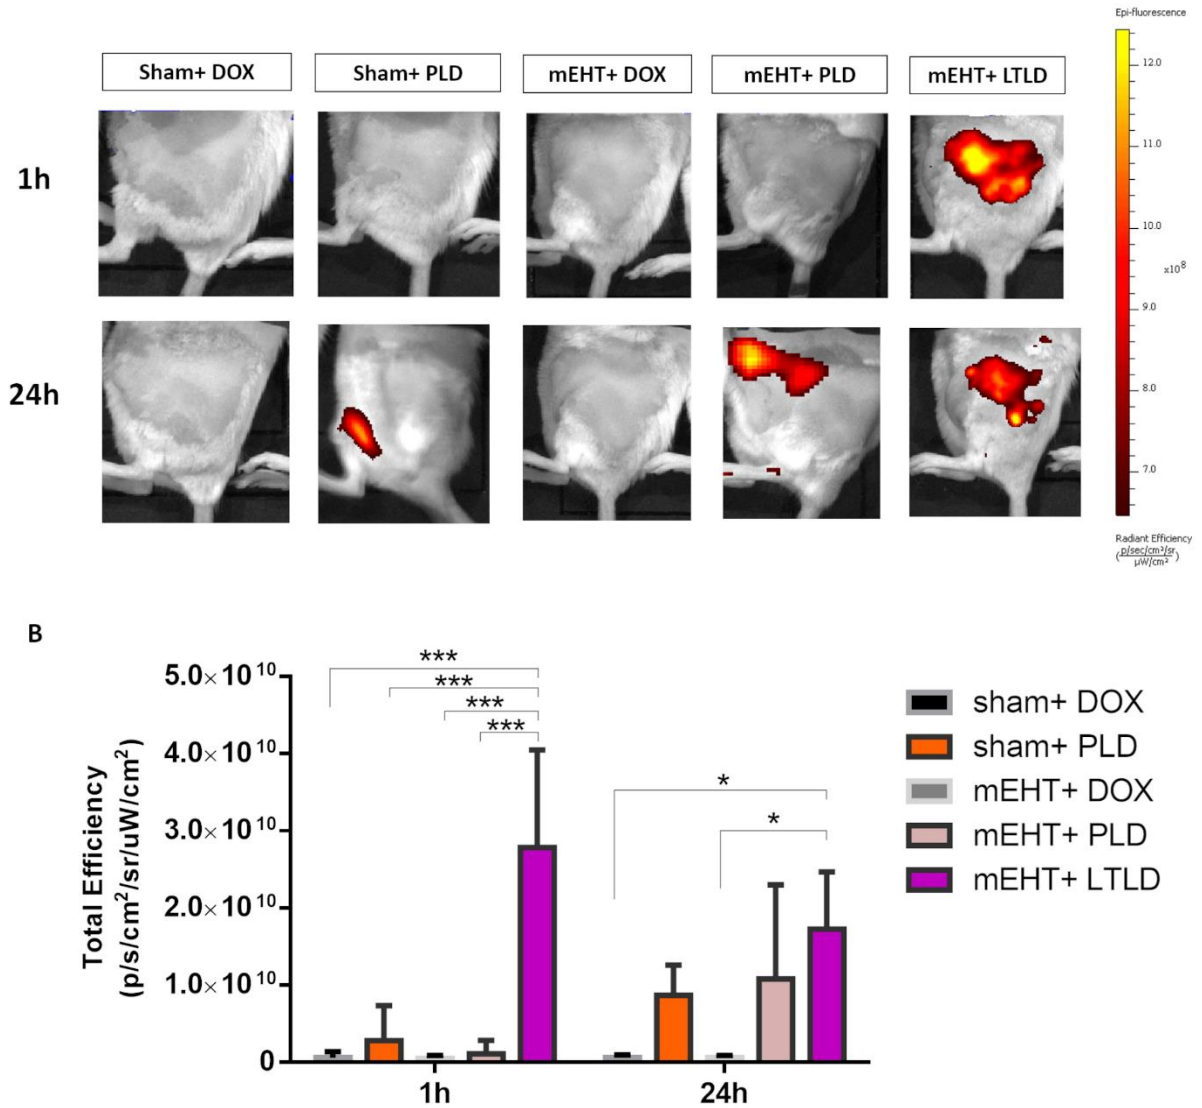 Epi-fluorescence
Sham+ DOX
Sham+ PLD
mEHT+ DOX
mEHT+ PLD
mEHT+ LTLD
1h
24h
12.0
11.0
10.0
x10⁸
9.0
8.0
7.0
Radiant Efficiency
(p/sec/cm²/sr
µW/cm²)
B
Total Efficiency
(p/s/cm²/sr/uW/cm²)
5.0×10¹⁰
4.0×10¹⁰
3.0×10¹⁰
2.0×10¹⁰
1.0×10¹⁰
0
***
***
***
***
*
*
1h
24h
sham+ DOX
sham+ PLD
mEHT+ DOX
mEHT+ PLD
mEHT+ LTLD